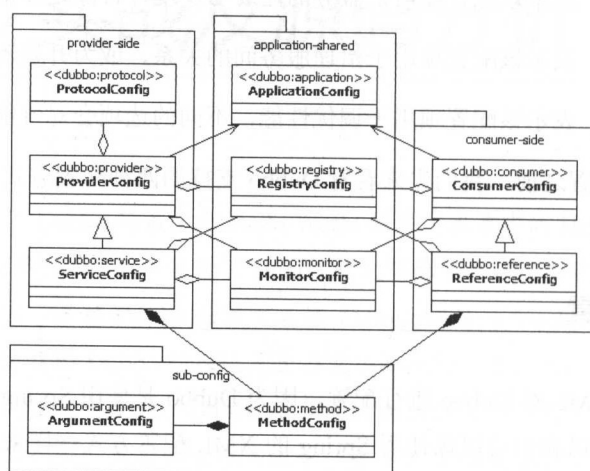 provider-side
<<dubbo:protocol>>
ProtocolConfig
<<dubbo:provider>>
ProviderConfig
<<dubbo:service>>
ServiceConfig
application-shared
<<dubbo:application>>
ApplicationConfig
<<dubbo:registry>>
RegistryConfig
<<dubbo:monitor>>
MonitorConfig
consumer-side
<<dubbo:consumer>>
ConsumerConfig
<<dubbo:reference>>
ReferenceConfig
sub-config
<<dubbo:argument>>
ArgumentConfig
<<dubbo:method>>
MethodConfig